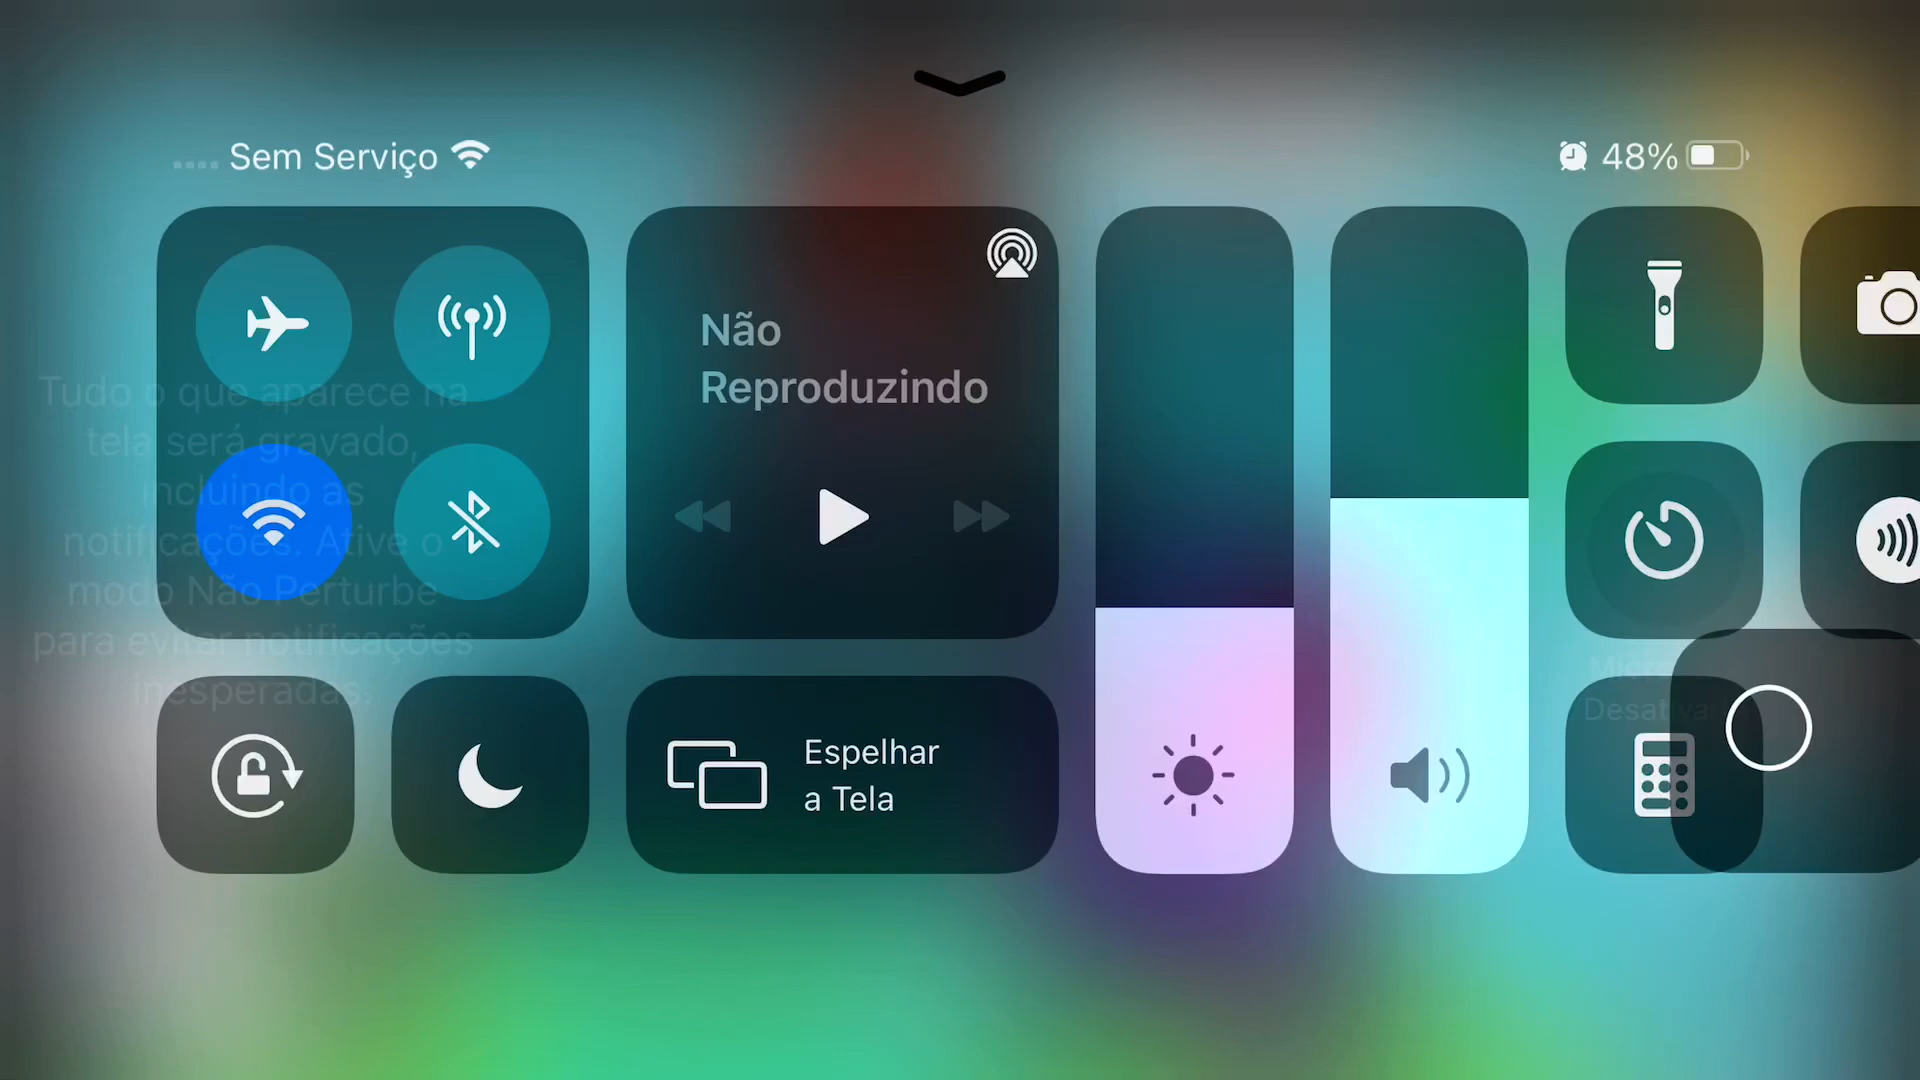 Sem Serviço
48%
Não
Reproduzindo
Tudo o que aparece na
tela será gravado,
incluindo as
notificações. Ative o
modo Não Perturbe
para evitar notificações
inesperadas.
Espelhar
a Tela